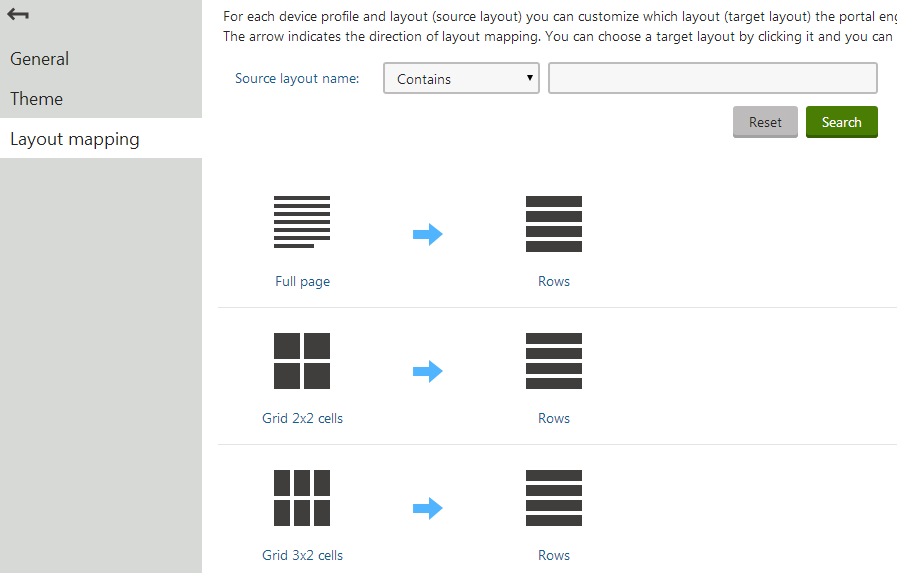 For each device profile and layout (source layout) you can customize which layout (target layout) the portal
The arrow indicates the direction of layout mapping. You can choose a target layout by clicking it and you can
General
Theme
Layout mapping
Source layout name: Contains
Reset Search
Full page Rows
Grid 2x2 cells Rows
Grid 3x2 cells Rows